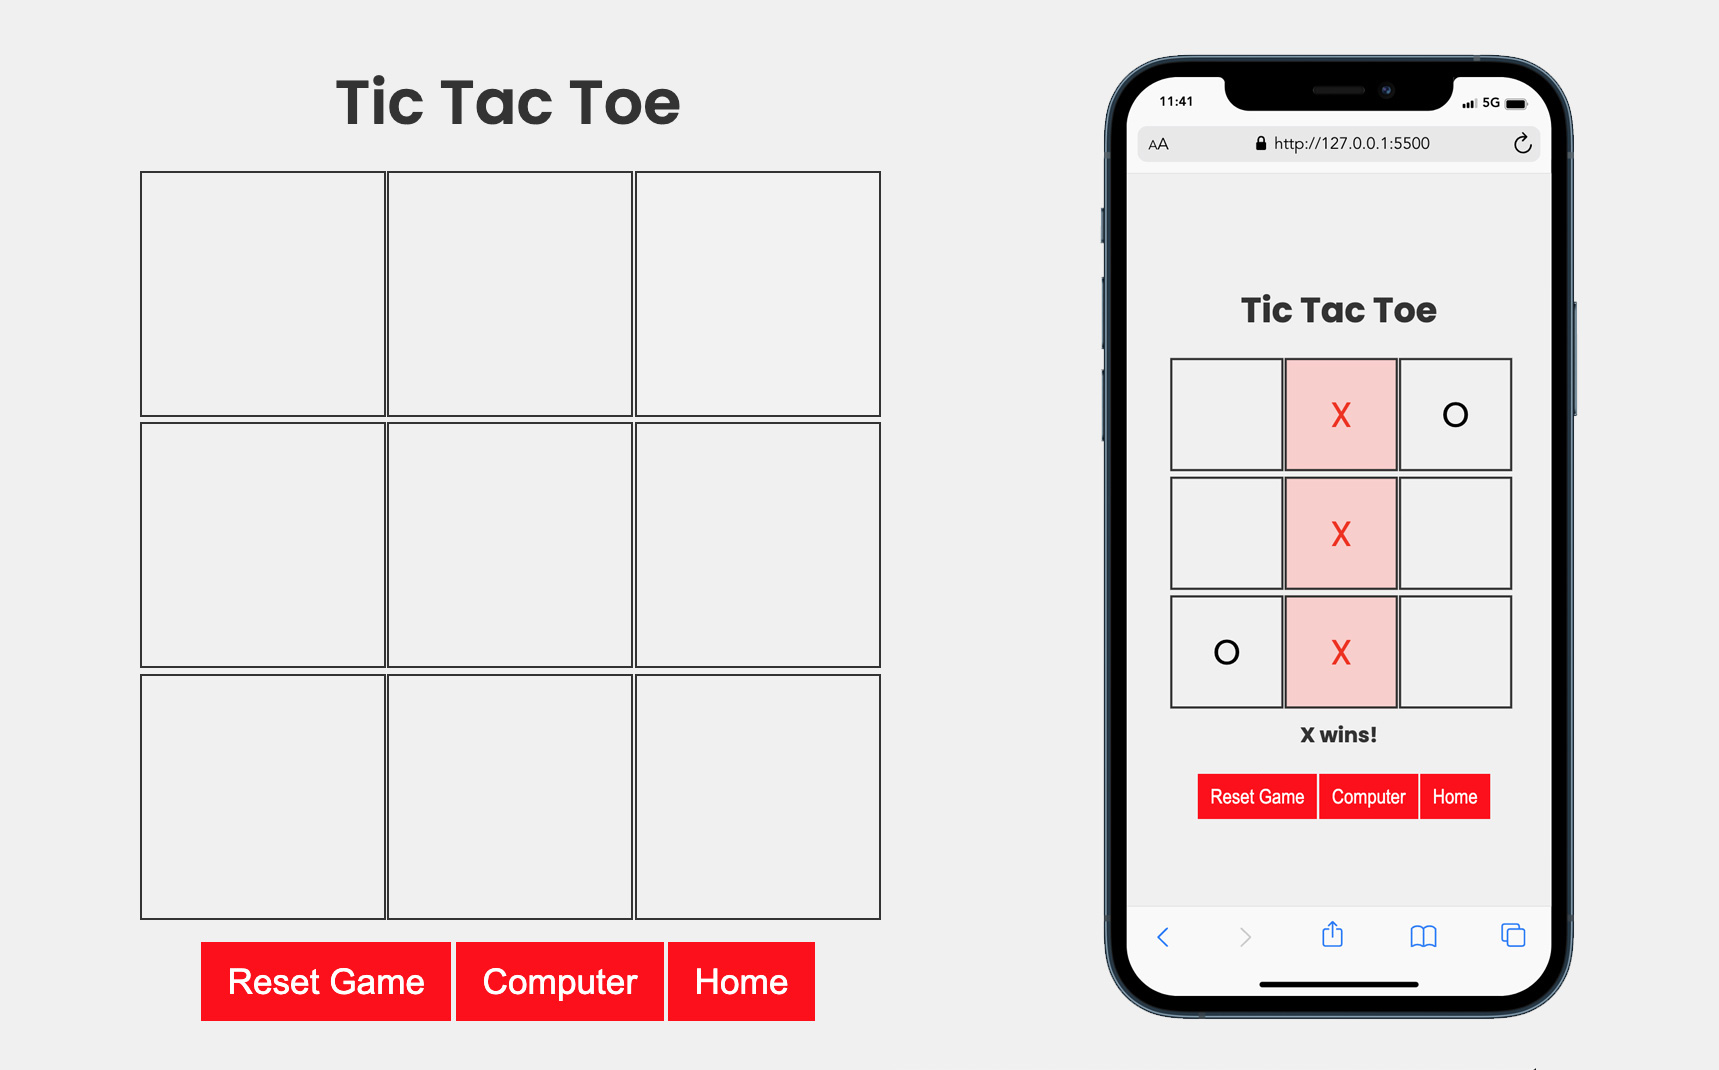 Tic Tac Toe
Reset Game
Computer
Home
11:41
5G
AA
http://127.0.0.1:5500
Tic Tac Toe
X O
X
O X
X wins!
Reset Game
Computer
Home